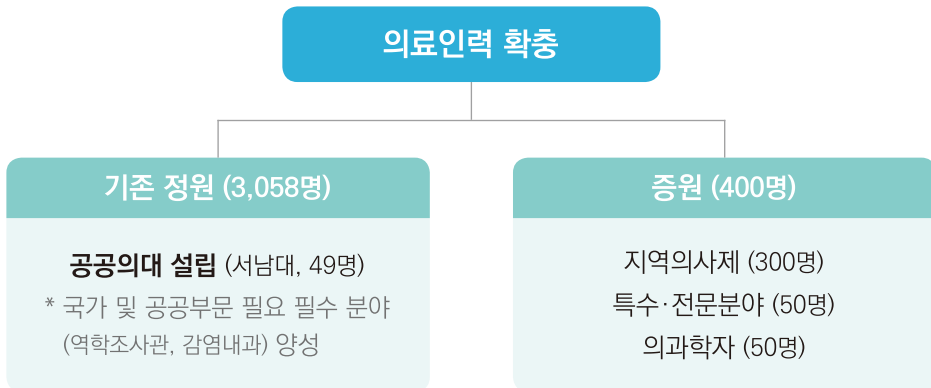 의료인력 확충
기존 정원 (3,058명)
공공의대 설립 (서남대, 49명)
* 국가 및 공공부문 필요 필수 분야
(역학조사관, 감염내과) 양성
증원 (400명)
지역의사제 (300명)
특수·전문분야 (50명)
의과학자 (50명)